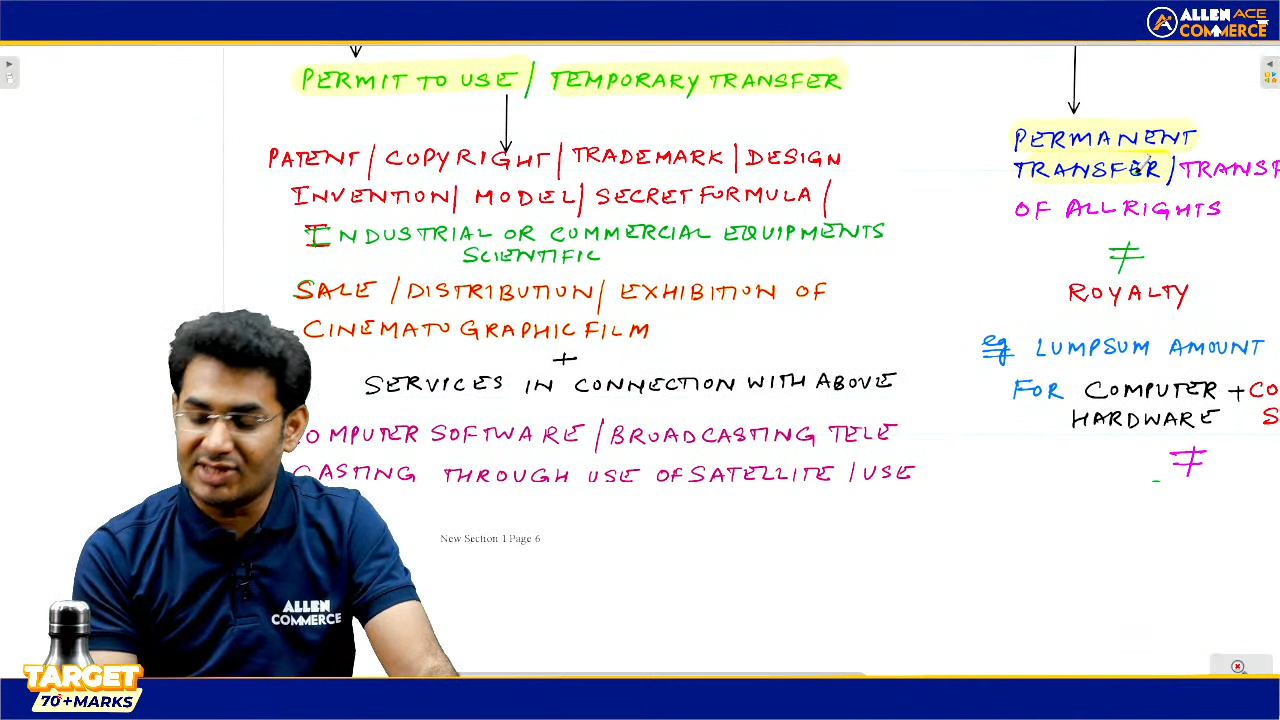 ALLEN ACE
COMMERCE
PERMIT TO USE / TEMPORARY TRANSFER
PATENT / COPYRIGHT / TRADEMARK / DESIGN
INVENTION / MODEL / SECRET FORMULA /
INDUSTRIAL OR COMMERCIAL EQUIPMENTS
SCIENTIFIC
SALE / DISTRIBUTION / EXHIBITION OF
CINEMATOGRAPHIC FILM
+
SERVICES IN CONNECTION WITH ABOVE
COMPUTER SOFTWARE / BROADCASTING TELE
CASTING THROUGH USE OF SATELLITE / USE
PERMANENT
TRANSFER / TRANSF
OF ALL RIGHTS
≠
ROYALTY
eg LUMPSUM AMOUNT
FOR COMPUTER + CO
HARDWARE S
≠
New Section 1 Page 6
ALLEN
COMMERCE
TARGET
70+MARKS